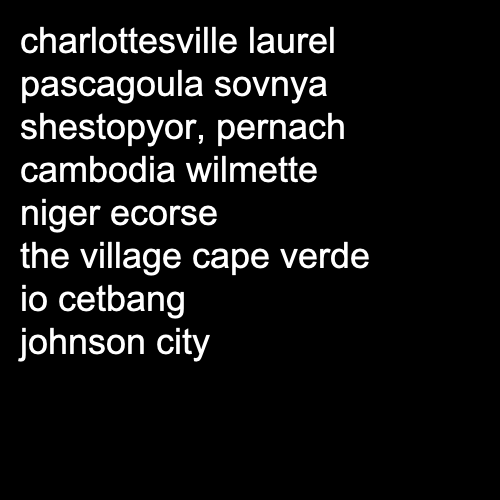 charlottesville laurel
pascagoula sovnya
shestopyor, pernach
cambodia wilmette
niger ecorse
the village cape verde
io cetbang
johnson city